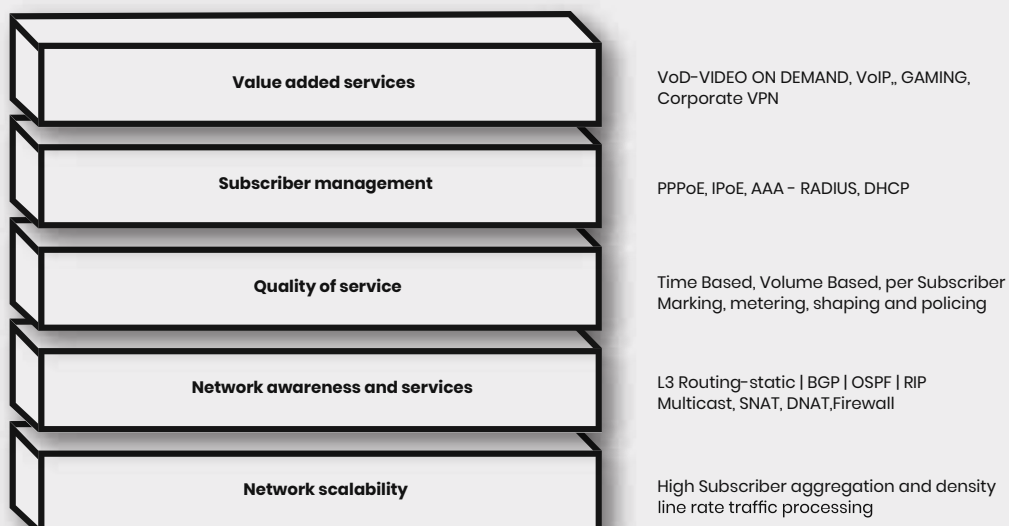 Value added services
VoD-VIDEO ON DEMAND, VoIP,, GAMING,
Corporate VPN
Subscriber management
PPPoE, IPoE, AAA - RADIUS, DHCP
Quality of service
Time Based, Volume Based, per Subscriber
Marking, metering, shaping and policing
Network awareness and services
L3 Routing-static | BGP | OSPF | RIP
Multicast, SNAT, DNAT,Firewall
Network scalability
High Subscriber aggregation and density
line rate traffic processing